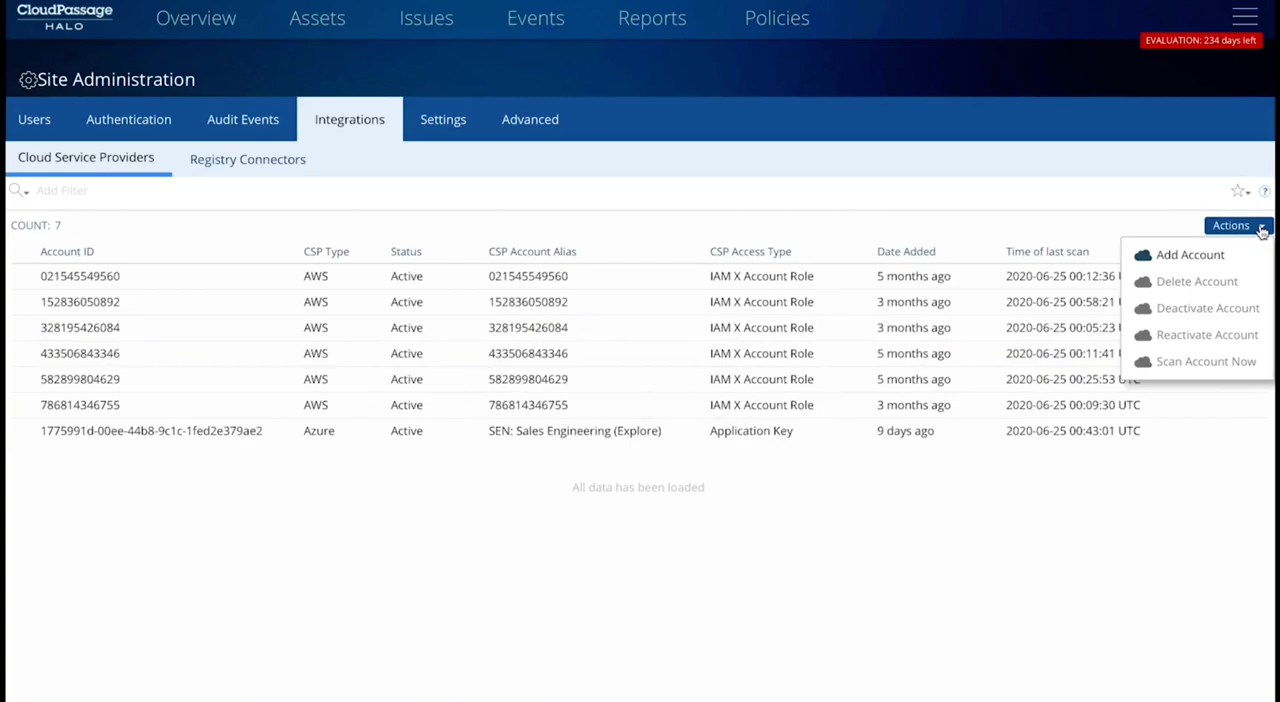 CloudPassage
HALO
Overview Assets Issues Events Reports Policies
EVALUATION: 234 days left
Site Administration
Users Authentication Audit Events Integrations Settings Advanced
Cloud Service Providers Registry Connectors
Add Filter
?
COUNT: 7
Actions
Account ID CSP Type Status CSP Account Alias CSP Access Type Date Added Time of last scan
021545549560 AWS Active 021545549560 IAM X Account Role 5 months ago 2020-06-25 00:12:36
152836050892 AWS Active 152836050892 IAM X Account Role 3 months ago 2020-06-25 00:58:21
328195426084 AWS Active 328195426084 IAM X Account Role 3 months ago 2020-06-25 00:05:23
433506843346 AWS Active 433506843346 IAM X Account Role 5 months ago 2020-06-25 00:11:41
582899804629 AWS Active 582899804629 IAM X Account Role 5 months ago 2020-06-25 00:25:53 UTC
786814346755 AWS Active 786814346755 IAM X Account Role 3 months ago 2020-06-25 00:09:30 UTC
1775991d-00ee-44b8-9c1c-1fed2e379ae2 Azure Active SEN: Sales Engineering (Explore) Application Key 9 days ago 2020-06-25 00:43:01 UTC
Add Account
Delete Account
Deactivate Account
Reactivate Account
Scan Account Now
All data has been loaded